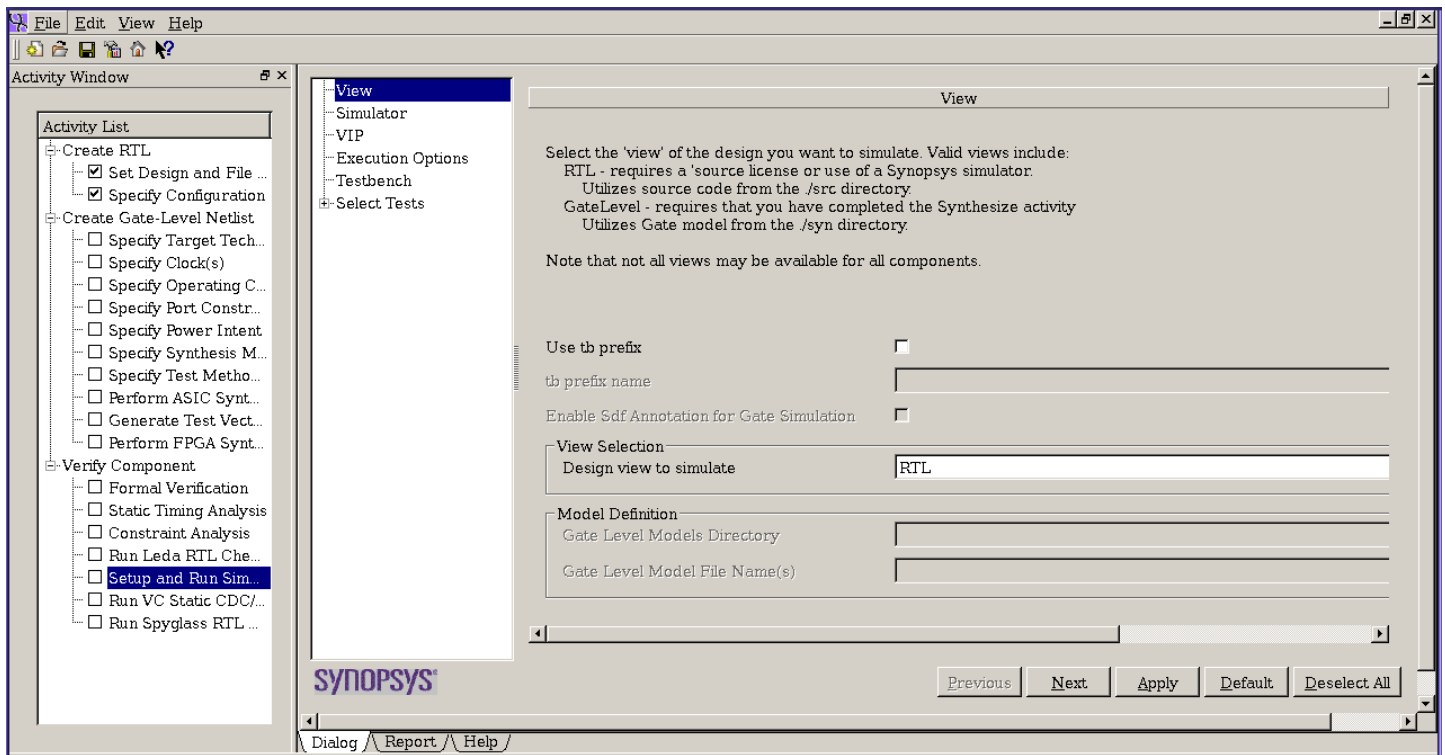 File Edit View Help
Activity Window
Activity List
Create RTL
Set Design and File ...
Specify Configuration
Create Gate-Level Netlist
Specify Target Tech...
Specify Clock(s)
Specify Operating C...
Specify Port Constr...
Specify Power Intent
Specify Synthesis M...
Specify Test Metho...
Perform ASIC Synt...
Generate Test Vect...
Perform FPGA Synt...
Verify Component
Formal Verification
Static Timing Analysis
Constraint Analysis
Run Leda RTL Che...
Setup and Run Sim...
Run VC Static CDC/...
Run Spyglass RTL ...
View
Simulator
VIP
Execution Options
Testbench
Select Tests
SYNOPSYS®
View
Select the 'view' of the design you want to simulate. Valid views include:
RTL - requires a 'source license or use of a Synopsys simulator.
Utilizes source code from the ./src directory.
GateLevel - requires that you have completed the Synthesize activity
Utilizes Gate model from the ./syn directory.
Note that not all views may be available for all components.
Use tb prefix
tb prefix name
Enable Sdf Annotation for Gate Simulation
View Selection
Design view to simulate RTL
Model Definition
Gate Level Models Directory
Gate Level Model File Name(s)
Previous Next Apply Default Deselect All
Dialog Report Help